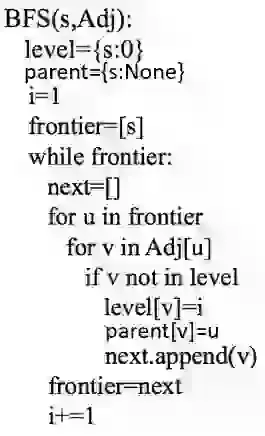 BFS(s,Adj):
level={s:0}
parent={s:None}
i=1
frontier=[s]
while frontier:
next=[]
for u in frontier
for v in Adj[u]
if v not in level
level[v]=i
parent[v]=u
next.append(v)
frontier=next
i+=1